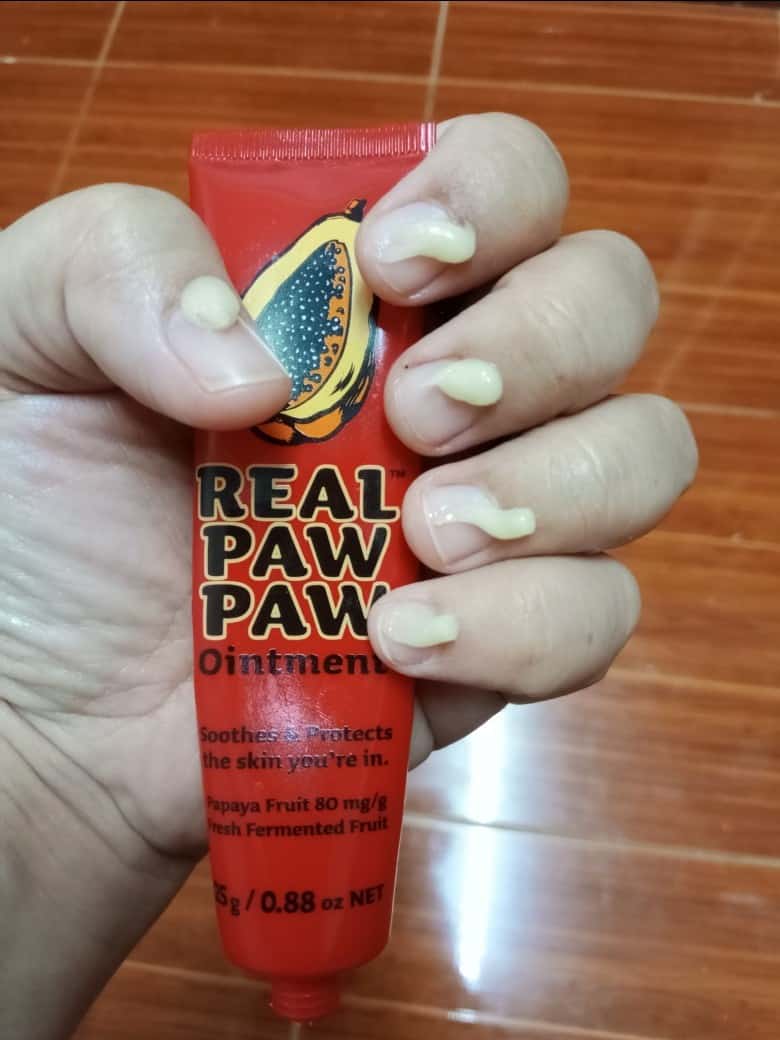 REAL™
PAW
PAW
Ointment
Soothes & Protects
the skin you're in.
Papaya Fruit 80 mg/g
Fresh Fermented Fruit
25g / 0.88 oz NET